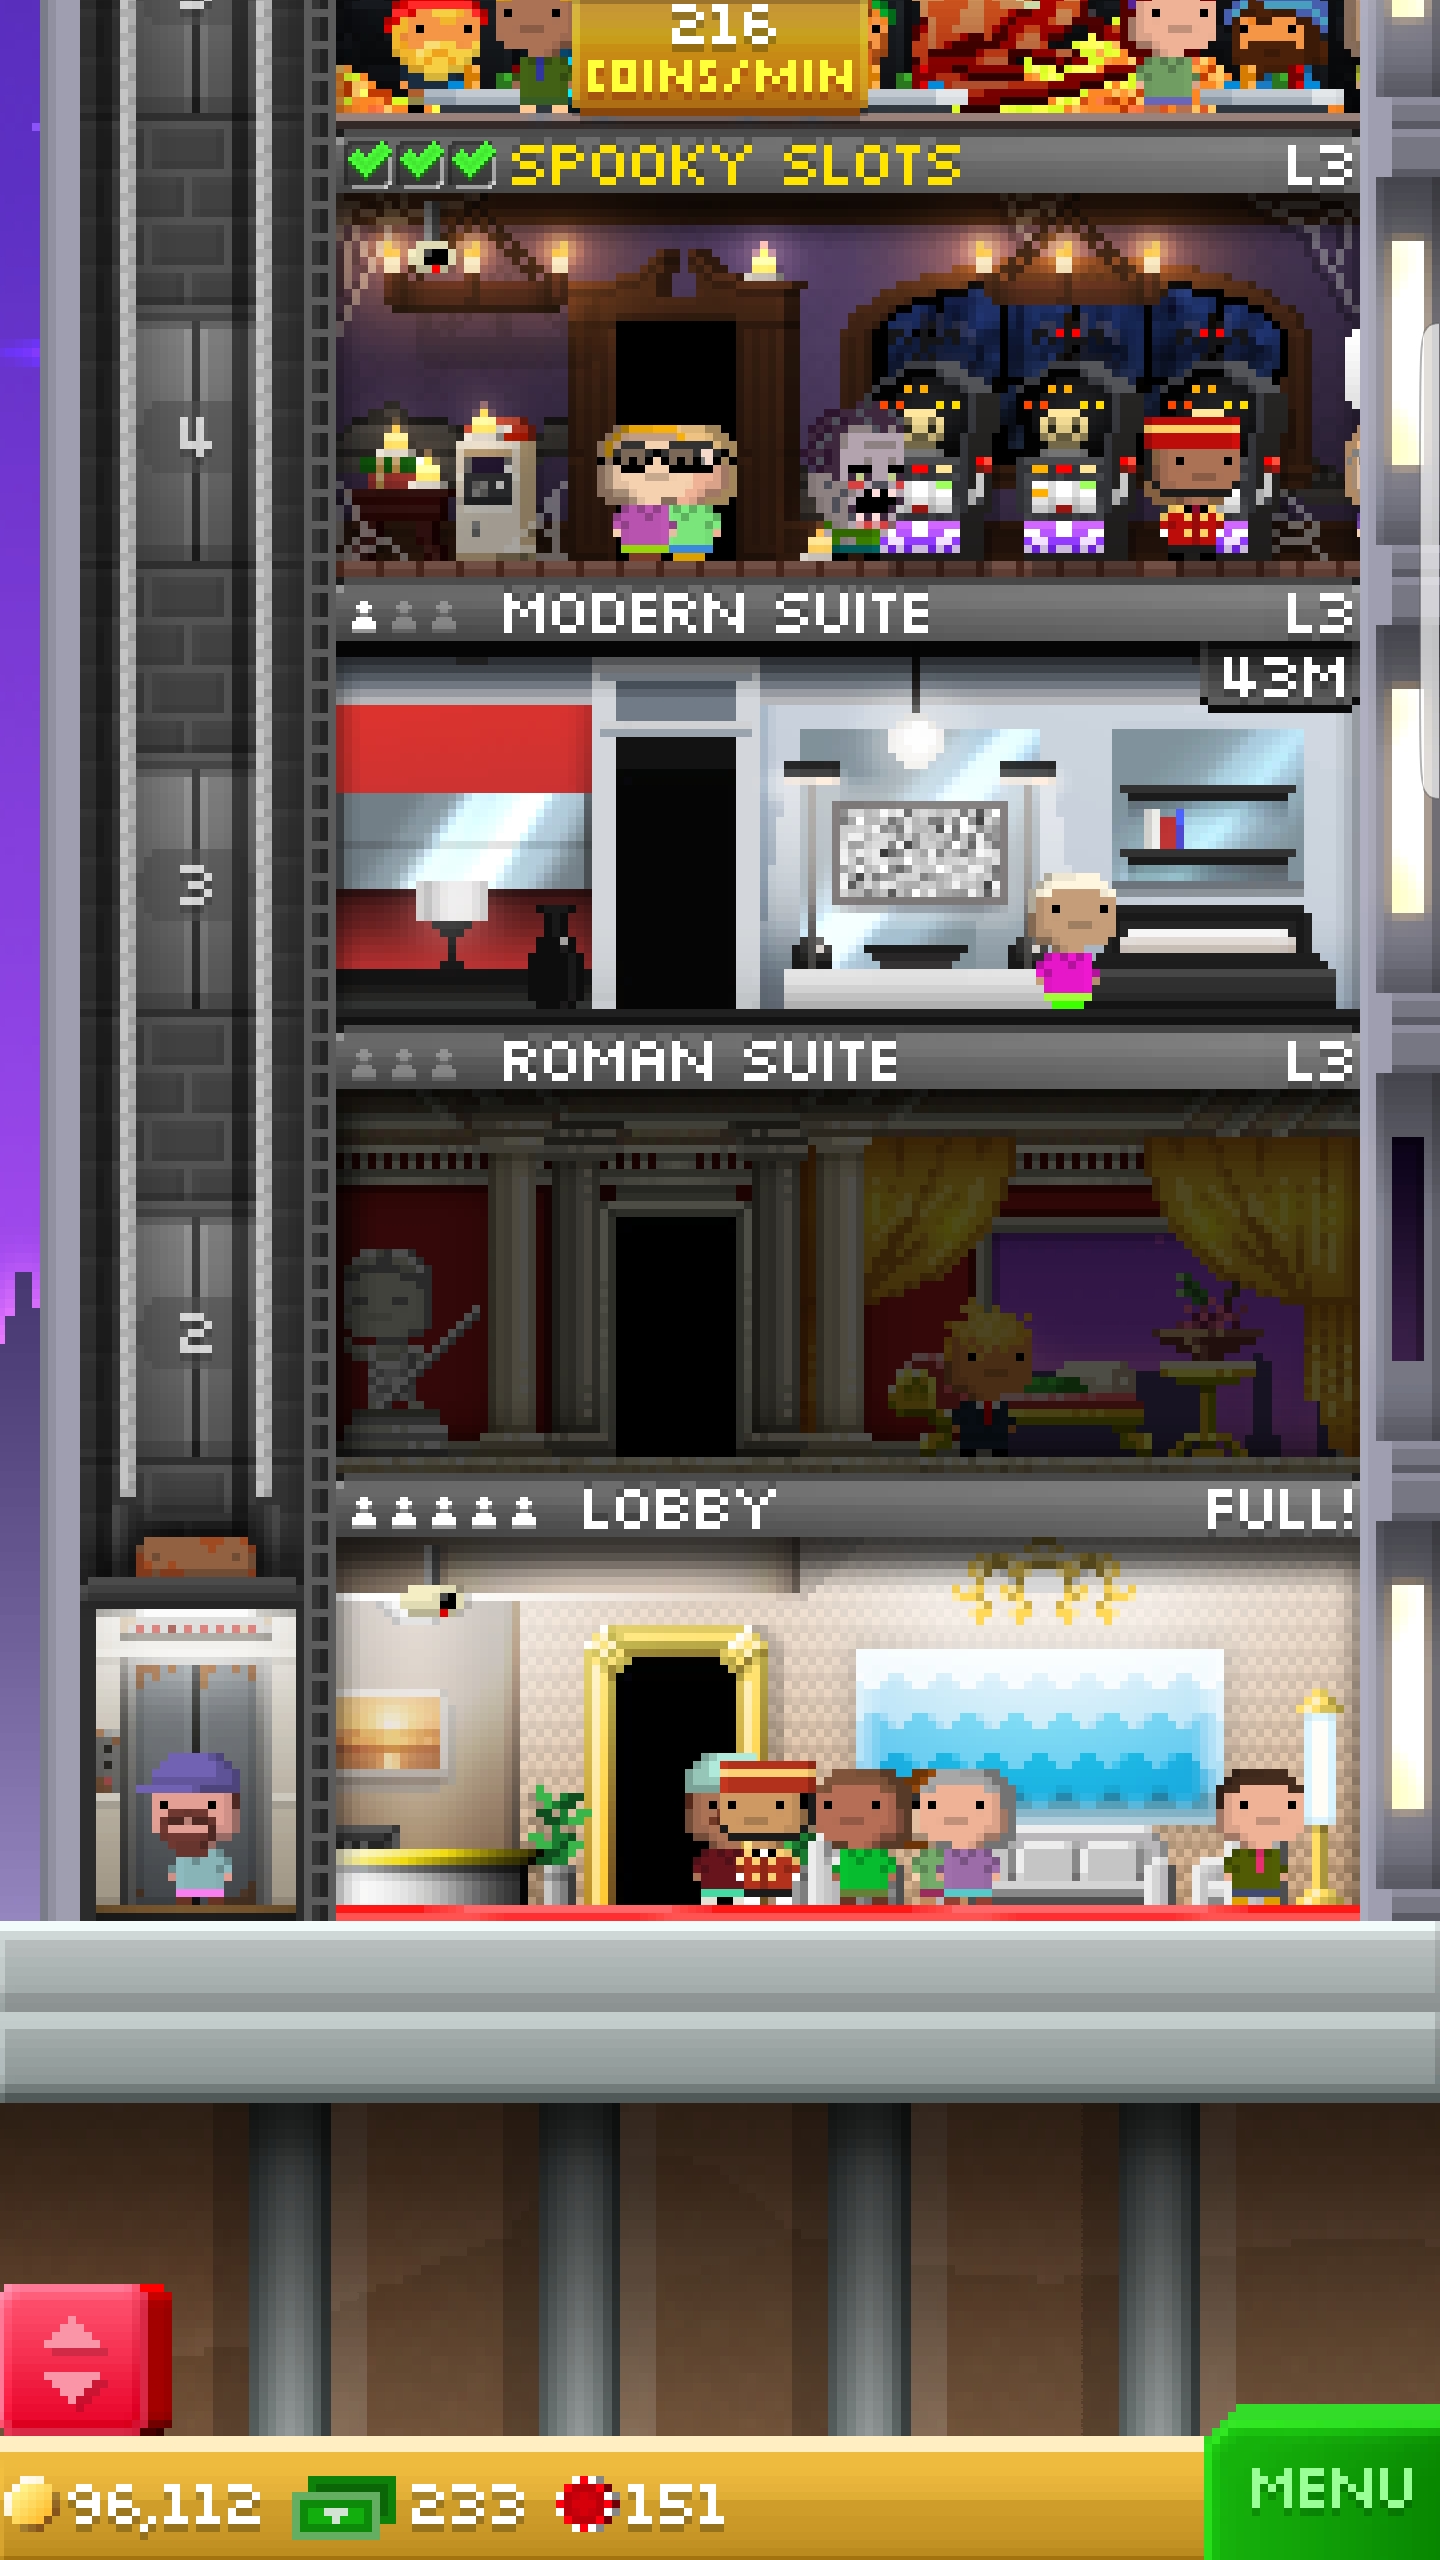 216
COINS/MIN
SPOOKY SLOTS L3
4
MODERN SUITE L3
43M
3
ROMAN SUITE L3
2
LOBBY FULL!
96,112 233 151
MENU